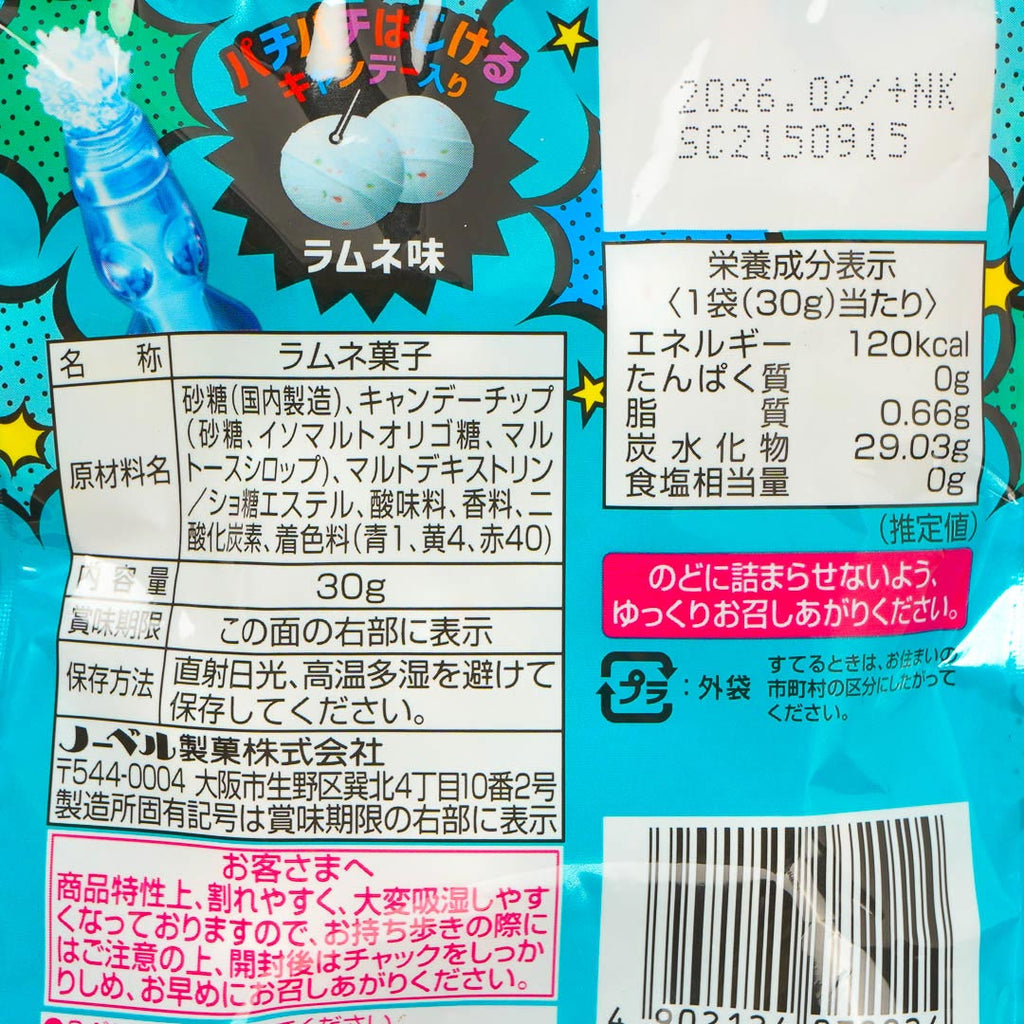 パチパチはじける
キャンデー入り
ラムネ味
2026.02/+NK
SC2150915
栄養成分表示
〈1袋(30g)当たり〉
エネルギー 120kcal
たんぱく質 0g
脂質 0.66g
炭水化物 29.03g
食塩相当量 0g
(推定値)
のどに詰まらせないよう、
ゆっくりお召しあがりください。
プラ:外袋
すてるときは、お住まいの
市町村の区分にしたがって
ください。
名称 ラムネ菓子
原材料名
砂糖(国内製造)、キャンデーチップ
(砂糖、イソマルトオリゴ糖、マル
トースシロップ)、マルトデキストリン
/ショ糖エステル、酸味料、香料、二
酸化炭素、着色料(青1、黄4、赤40)
内容量 30g
賞味期限 この面の右部に表示
保存方法 直射日光、高温多湿を避けて
保存してください。
ノーベル製菓株式会社
〒544-0004 大阪市生野区巽北4丁目10番2号
製造所固有記号は賞味期限の右部に表示
お客さまへ
商品特性上、割れやすく、大変吸湿しやす
くなっておりますので、お持ち歩きの際に
はご注意の上、開封後はチャックをしっか
りしめ、お早めにお召しあがりください。
4 902124